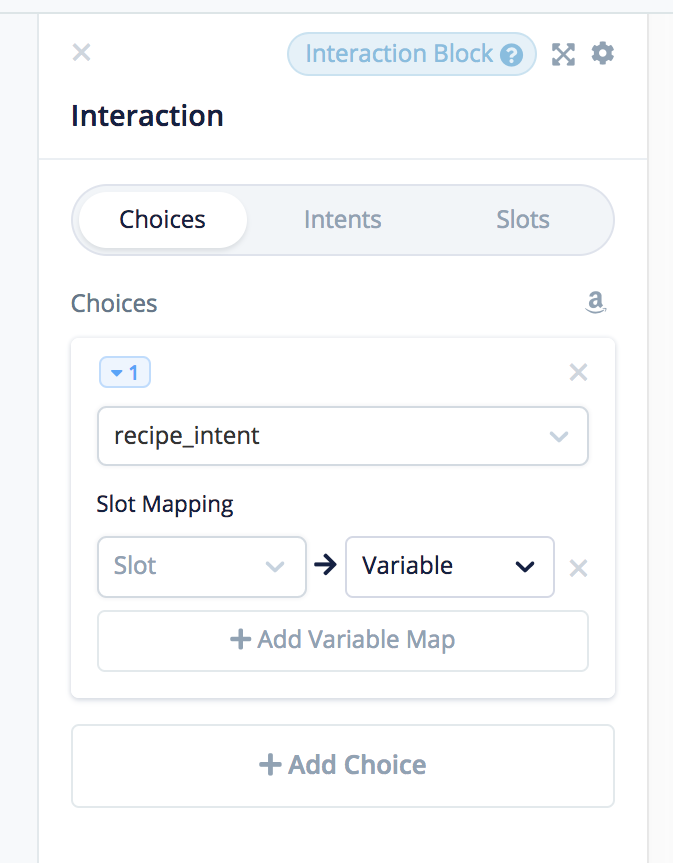 Interaction Block ?
Interaction
Choices Intents Slots
Choices a
1
recipe_intent
Slot Mapping
Slot Variable
Add Variable Map
Add Choice